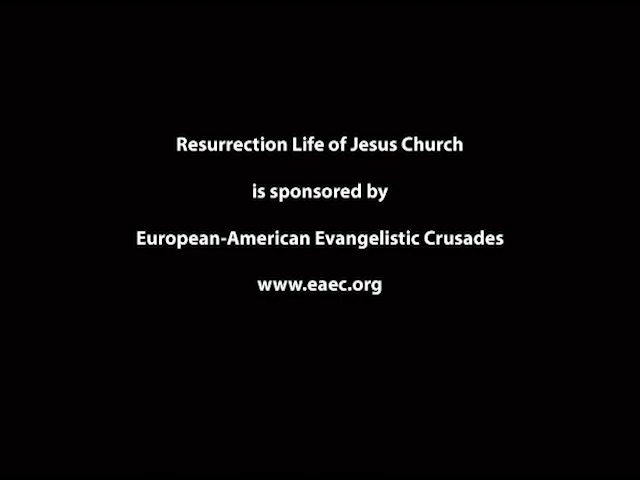 Resurrection Life of Jesus Church
is sponsored by
European-American Evangelistic Crusades
www.eaec.org